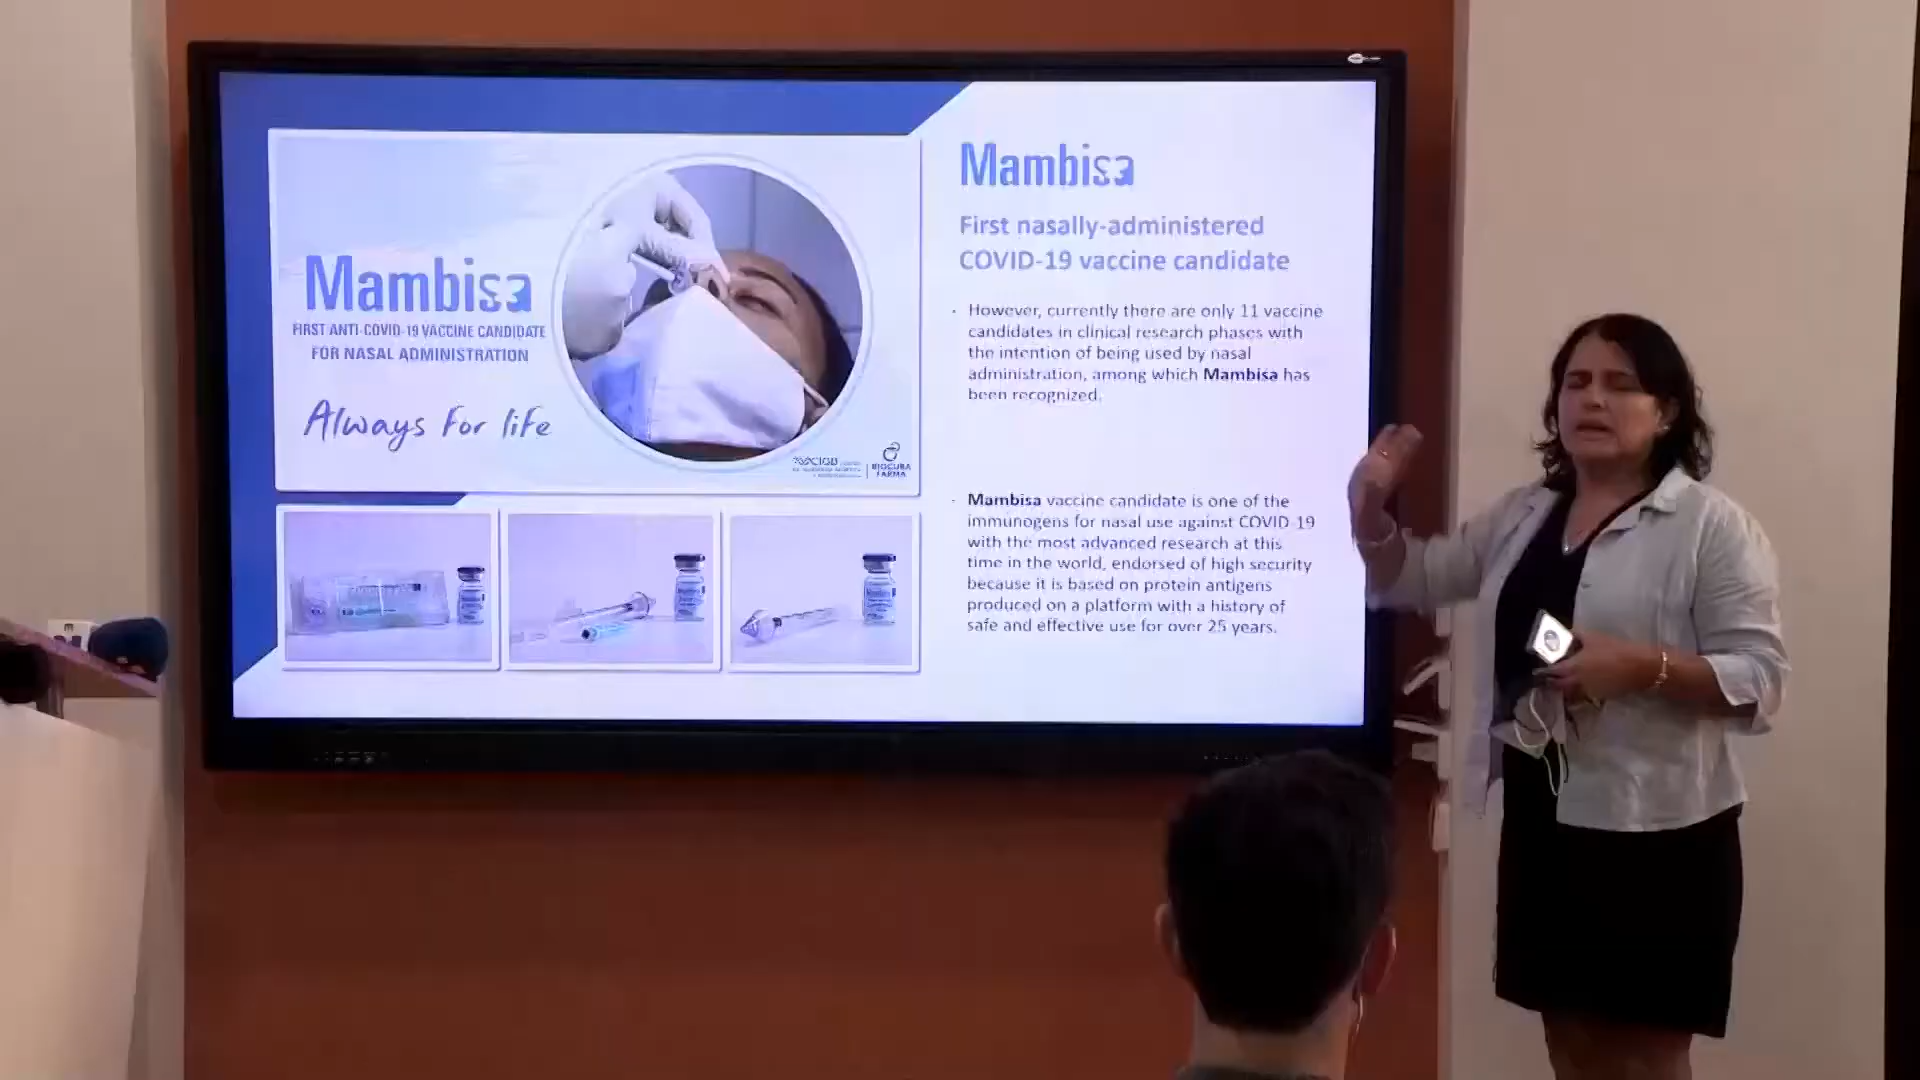 Mambisa
FIRST ANTI-COVID-19 VACCINE CANDIDATE
FOR NASAL ADMINISTRATION
Always for life
CIGB
BIOCUBA
FARMA
Mambisa
First nasally-administered
COVID-19 vaccine candidate
However, currently there are only 11 vaccine
candidates in clinical research phases with
the intention of being used by nasal
administration, among which Mambisa has
been recognized.
Mambisa vaccine candidate is one of the
immunogens for nasal use against COVID-19
with the most advanced research at this
time in the world, endorsed of high security
because it is based on protein antigens
produced on a platform with a history of
safe and effective use for over 25 years.